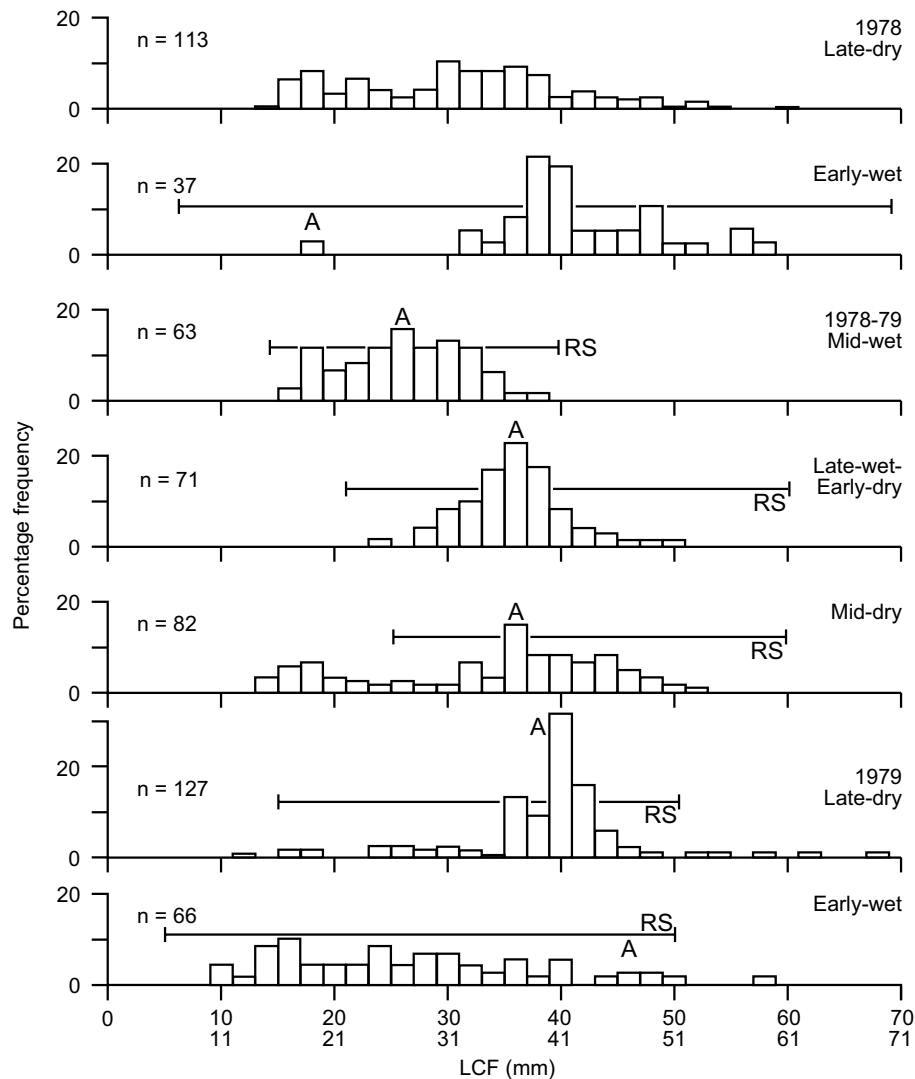 20
10
0
n = 113
1978
Late-dry
20
0
n = 37
A
Early-wet
20
0
n = 63
A
RS
1978-79
Mid-wet
20
0
n = 71
A
RS
Late-wet-
Early-dry
20
0
n = 82
A
RS
Mid-dry
20
0
n = 127
A
RS
1979
Late-dry
20
0
n = 66
RS
A
Early-wet
Percentage frequency
0 10 20 30 40 50 60 70
11 21 31 41 51 61 71
LCF (mm)